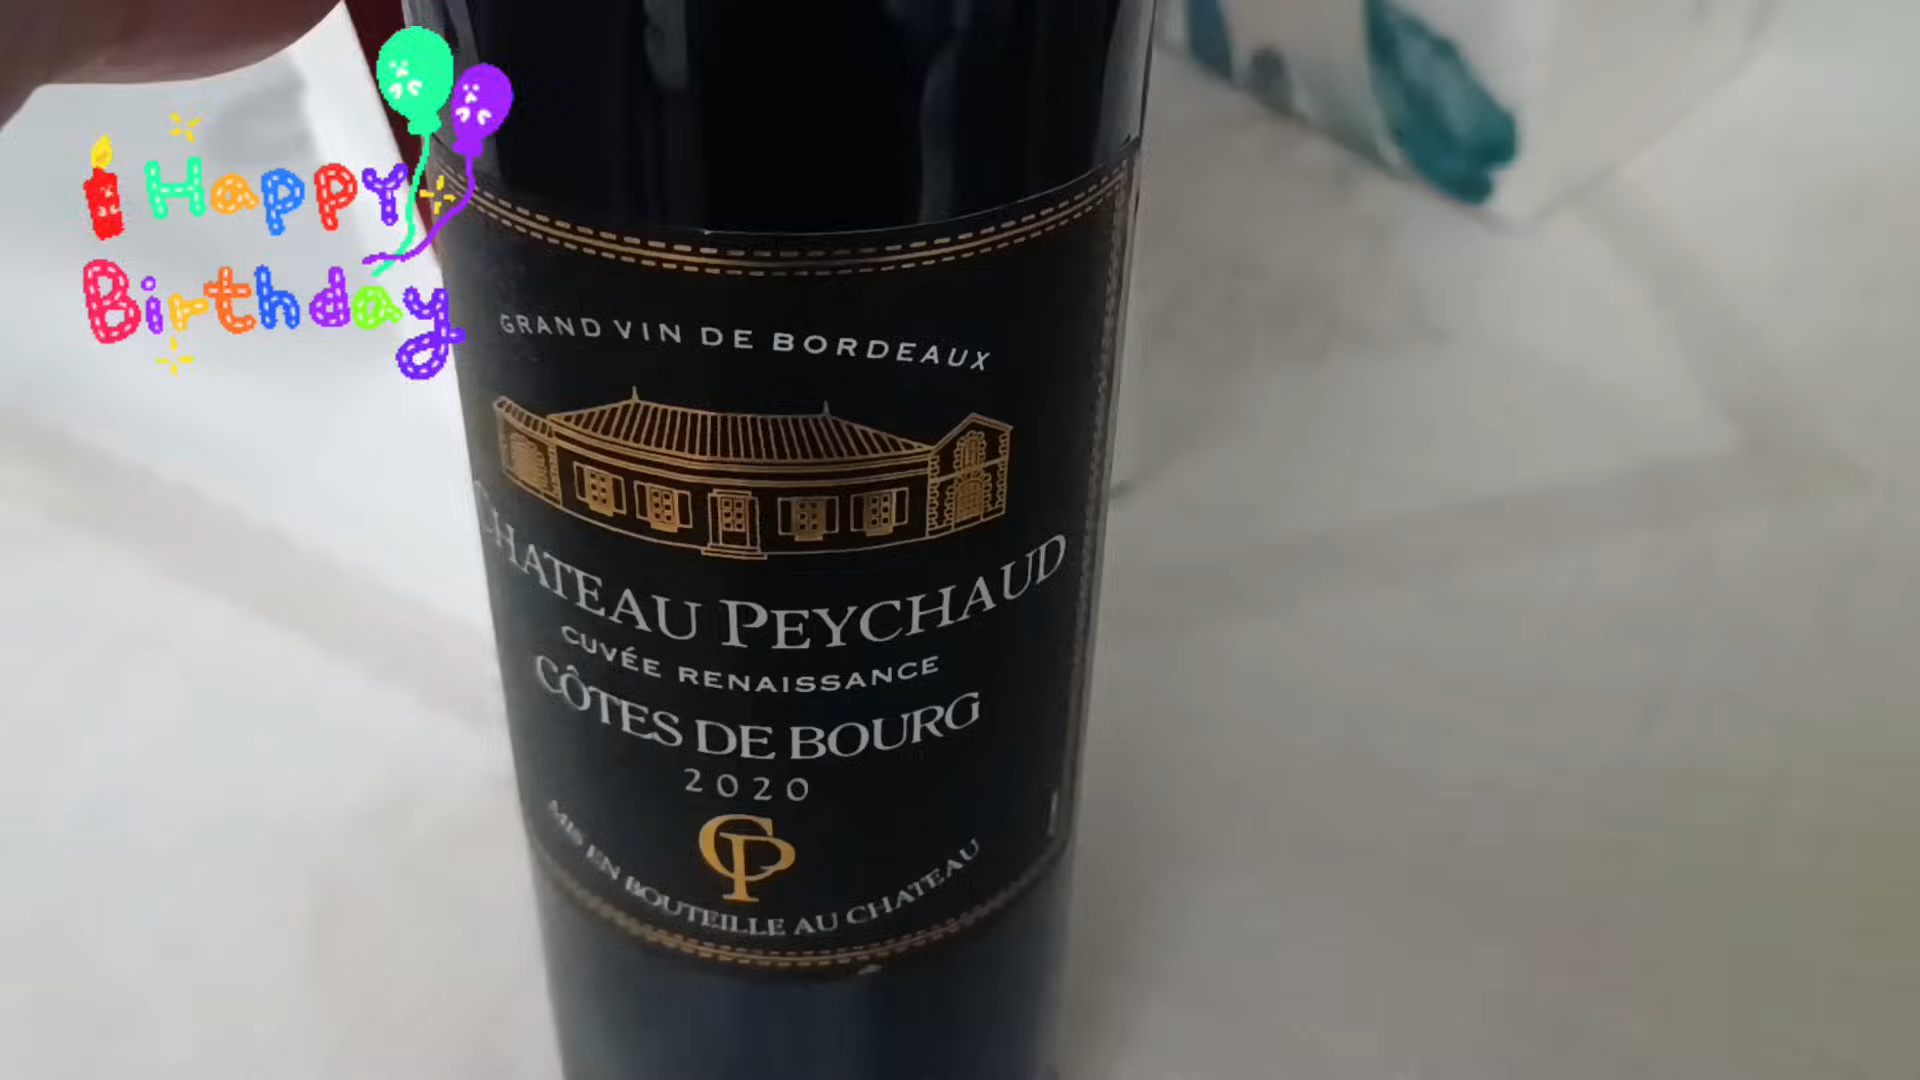 Happy
Birthday
GRAND VIN DE BORDEAUX
CHATEAU PEYCHAUD
CUVÉE RENAISSANCE
CÔTES DE BOURG
2020
CP
MIS EN BOUTEILLE AU CHATEAU